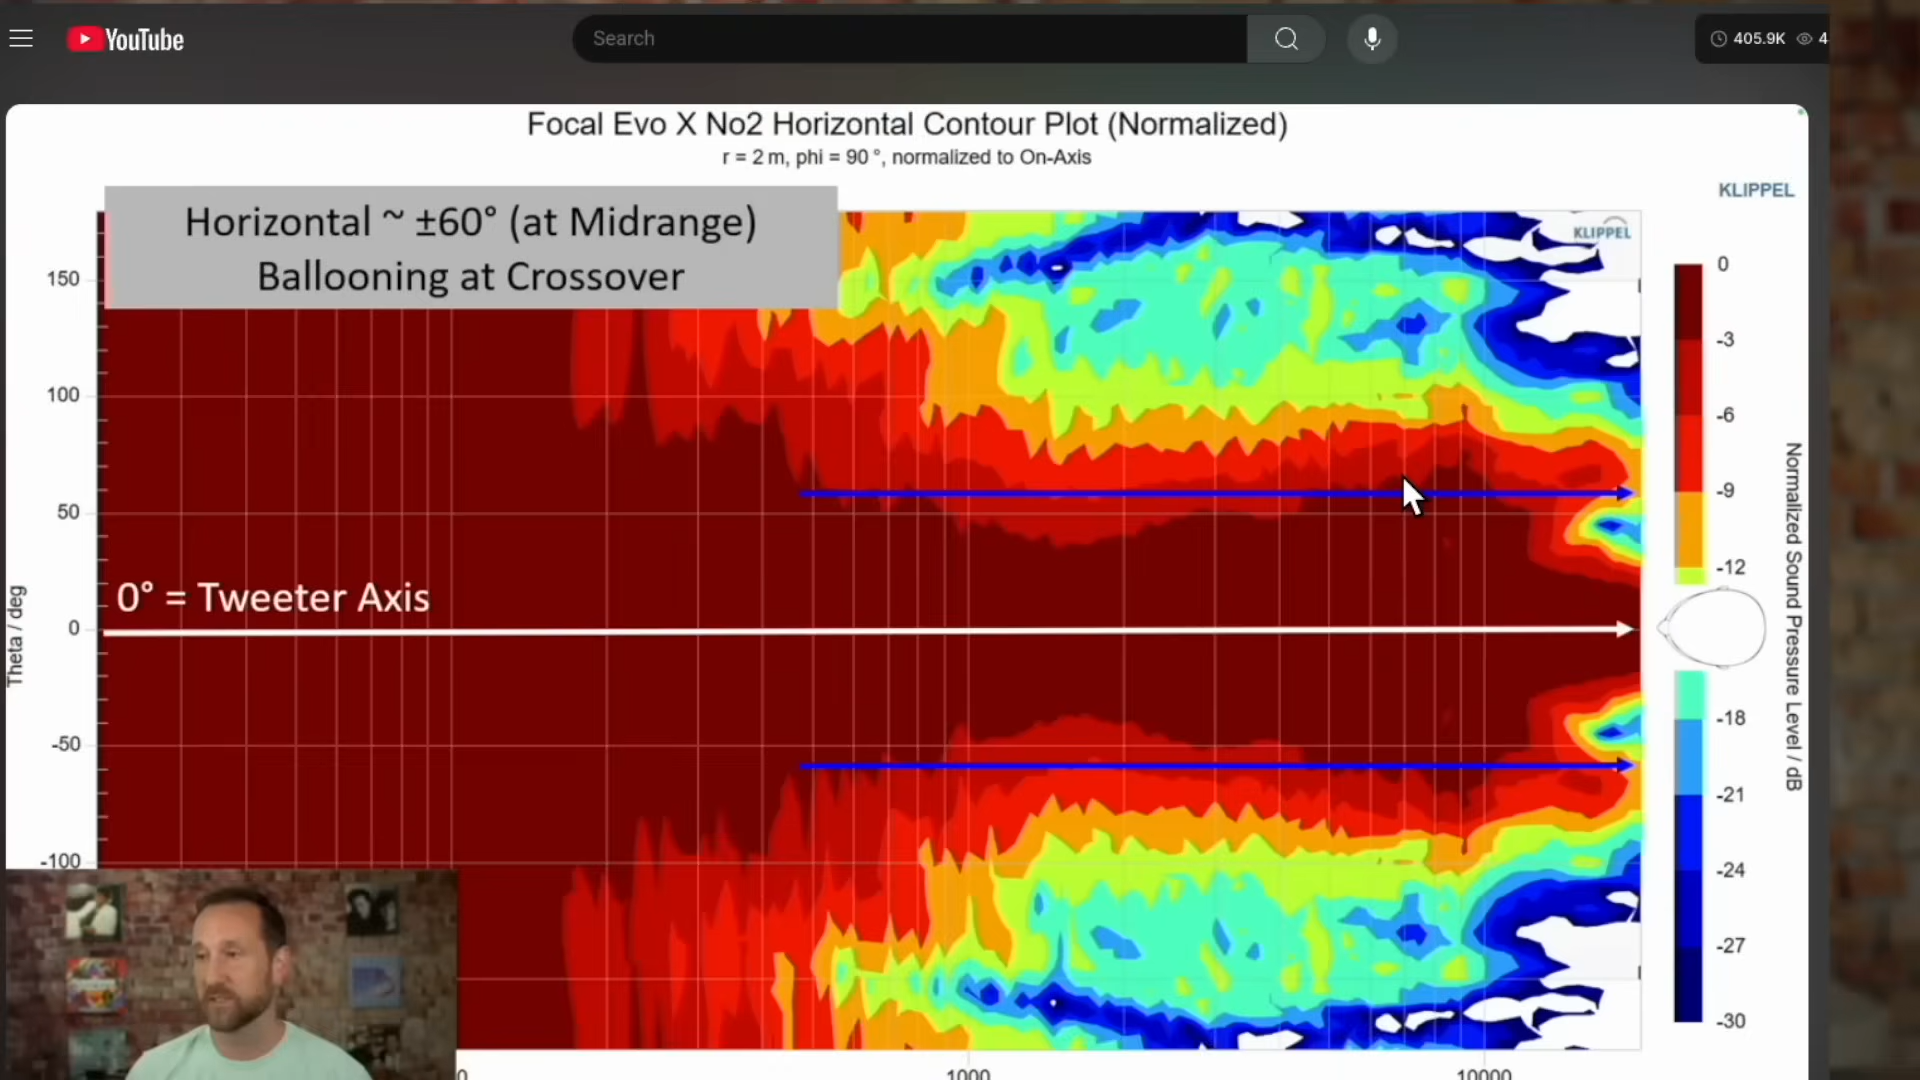 YouTube
Search
405.9K
4
Focal Evo X No2 Horizontal Contour Plot (Normalized)
r = 2 m, phi = 90 °, normalized to On-Axis
KLIPPEL
Horizontal ~ ±60° (at Midrange)
Ballooning at Crossover
KLIPPEL
150
100
50
0
-50
-100
Theta / deg
0° = Tweeter Axis
0
-3
-6
-9
-12
-18
-21
-24
-27
-30
Normalized Sound Pressure Level / dB
1000
10000